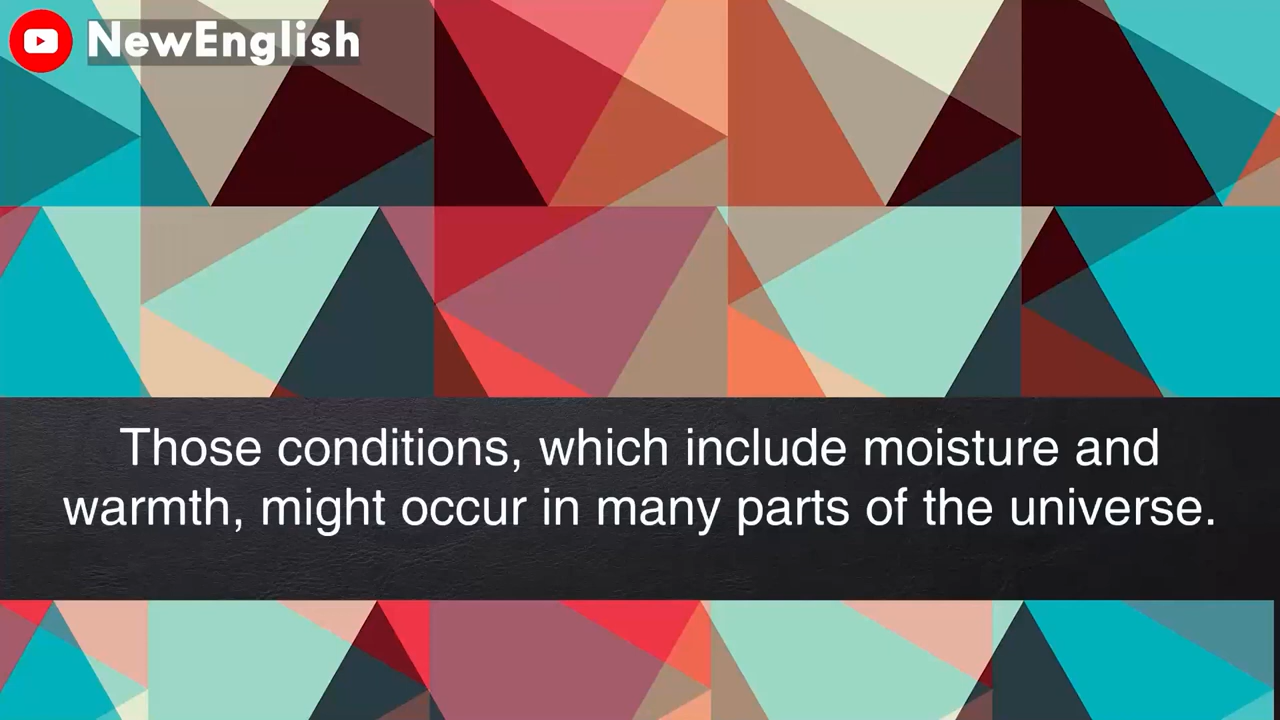 NewEnglish
Those conditions, which include moisture and
warmth, might occur in many parts of the universe.